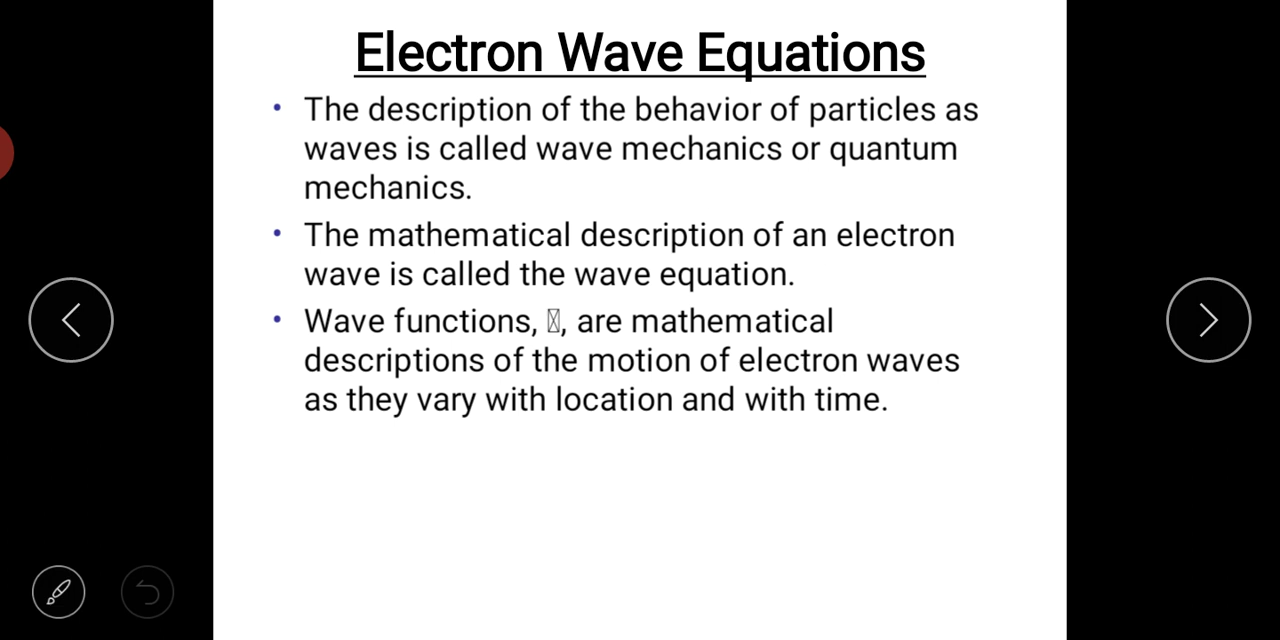 Electron Wave Equations
• The description of the behavior of particles as
waves is called wave mechanics or quantum
mechanics.
• The mathematical description of an electron
wave is called the wave equation.
• Wave functions, , are mathematical
descriptions of the motion of electron waves
as they vary with location and with time.